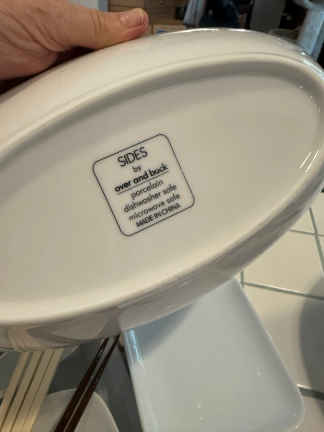 SIDES
by
over and back
porcelain
dishwasher safe
microwave safe
MADE IN CHINA